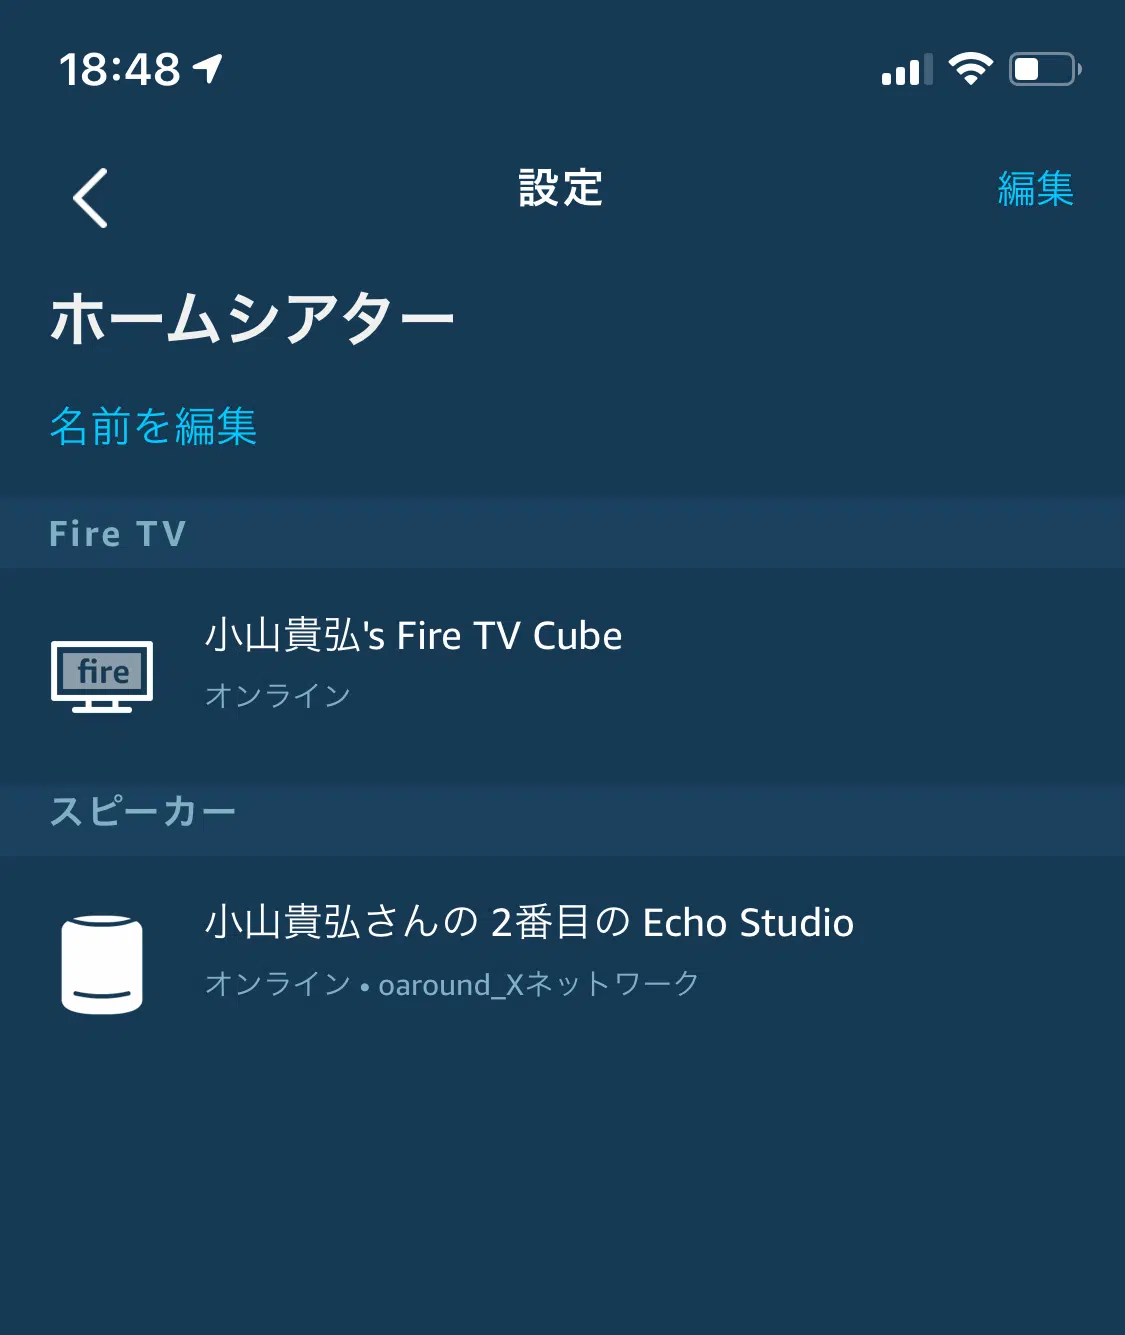 18:48
設定
編集
ホームシアター
名前を編集
Fire TV
fire
小山貴弘's Fire TV Cube
オンライン
スピーカー
小山貴弘さんの 2番目の Echo Studio
オンライン • oaround_Xネットワーク